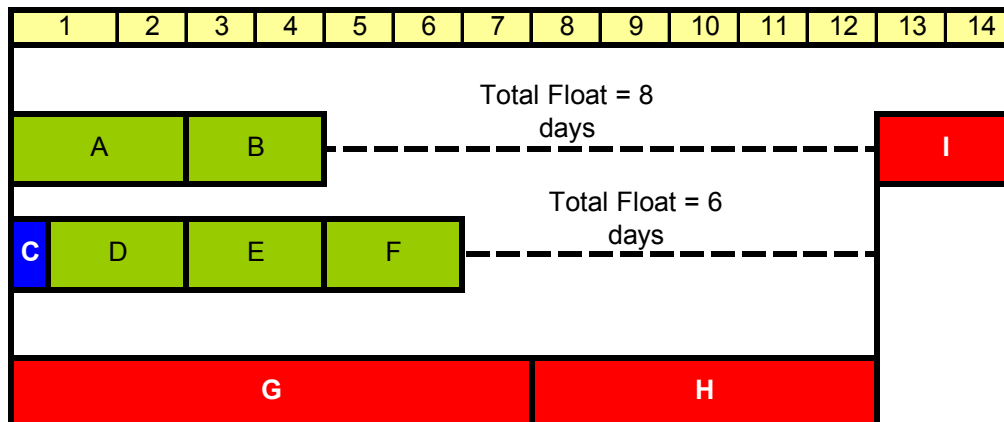 1 2 3 4 5 6 7 8 9 10 11 12 13 14
Total Float = 8
days
A B I
Total Float = 6
days
C D E F
G H